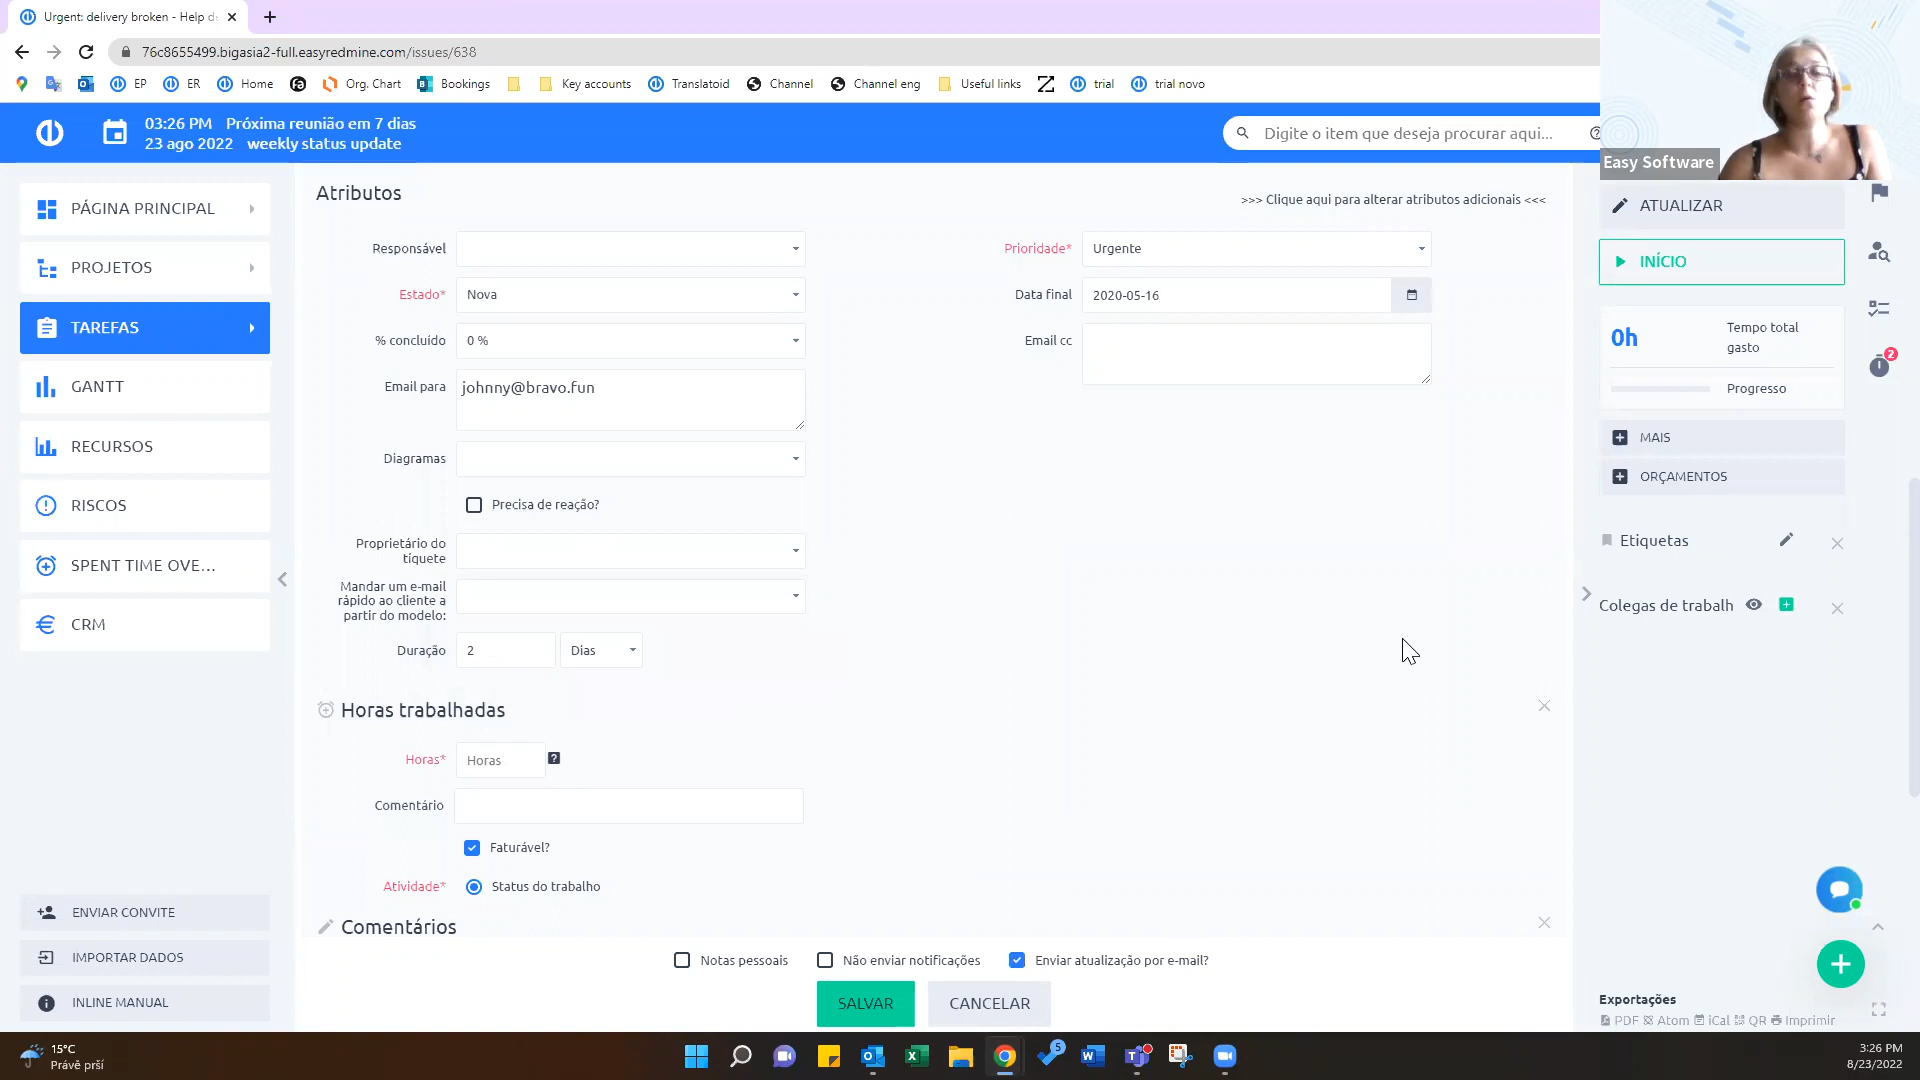 Urgent: delivery broken - Help d
76c8655499.bigasia2-full.easyredmine.com/issues/638
EP
ER
Home
Org. Chart
Bookings
Key accounts
Translatoid
Channel
Channel eng
Useful links
trial
trial novo
03:26 PM Próxima reunião em 7 dias
23 ago 2022 weekly status update
Digite o item que deseja procurar aqui...
Easy Software
PÁGINA PRINCIPAL
PROJETOS
TAREFAS
GANTT
RECURSOS
RISCOS
SPENT TIME OVE...
CRM
ENVIAR CONVITE
IMPORTAR DADOS
INLINE MANUAL
Atributos
>>> Clique aqui para alterar atributos adicionais <<<
Responsável
Prioridade* Urgente
Estado* Nova
Data final 2020-05-16
% concluído 0 %
Email cc
Email para johnny@bravo.fun
Diagramas
Precisa de reação?
Proprietário do
tíquete
Mandar um e-mail
rápido ao cliente a
partir do modelo:
Duração 2 Dias
Horas trabalhadas
Horas* Horas
Comentário
Faturável?
Atividade* Status do trabalho
Comentários
Notas pessoais
Não enviar notificações
Enviar atualização por e-mail?
SALVAR
CANCELAR
ATUALIZAR
INÍCIO
0h Tempo total
gasto
Progresso
MAIS
ORÇAMENTOS
Etiquetas
Colegas de trabalh
2
Exportações
PDF Atom iCal QR Imprimir
15°C
Právě prší
5
3:26 PM
8/23/2022